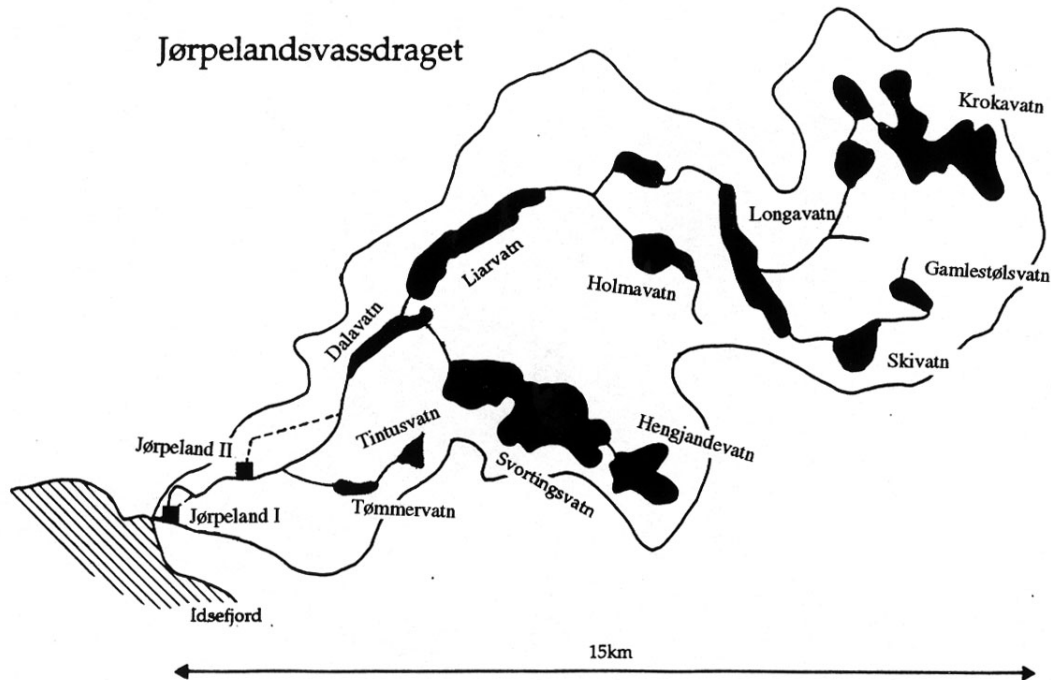 Jørpelandsvassdraget
Krokavatn
Longavatn
Liarvatn
Holmavatn
Gamlestølsvatn
Dalavatn
Skivatn
Tintusvatn
Hengjandevatn
Jørpeland II
Svortingsvatn
Tømmervatn
Jørpeland I
Idsefjord
15km